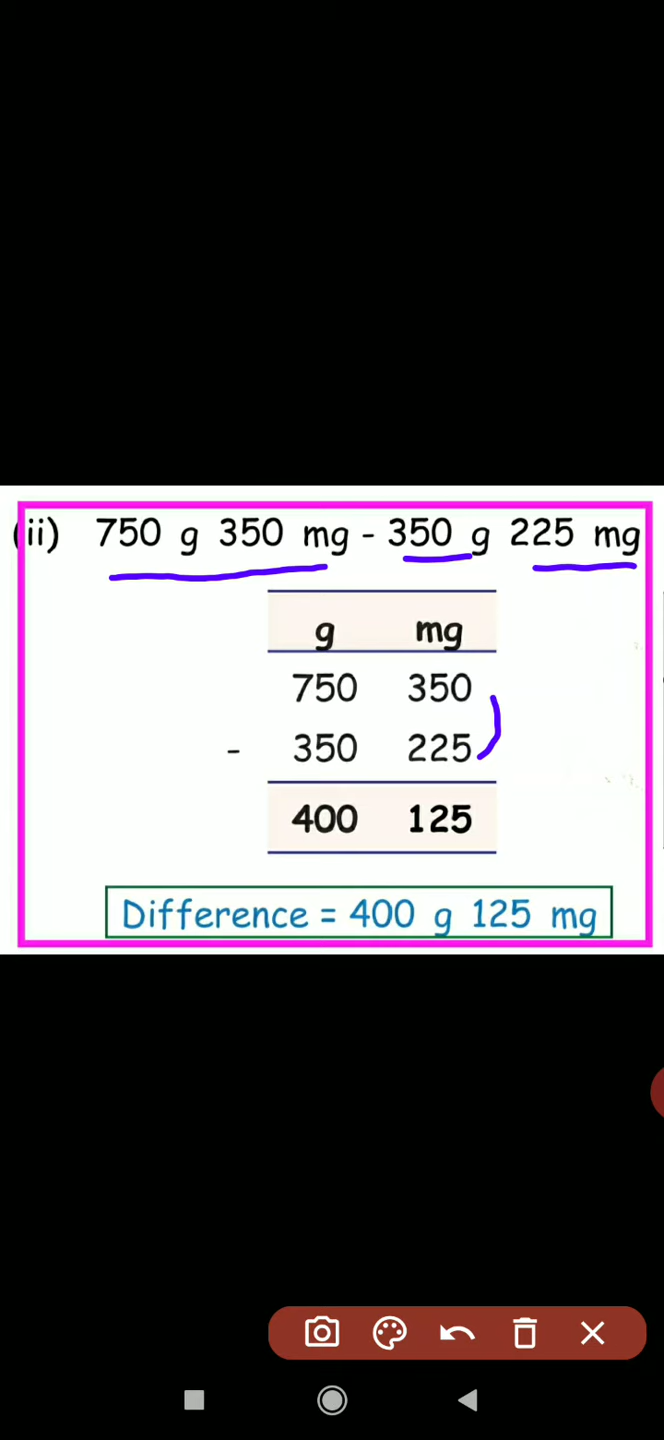 (ii) 750 g 350 mg - 350 g 225 mg
g mg
750 350
- 350 225
400 125
Difference = 400 g 125 mg